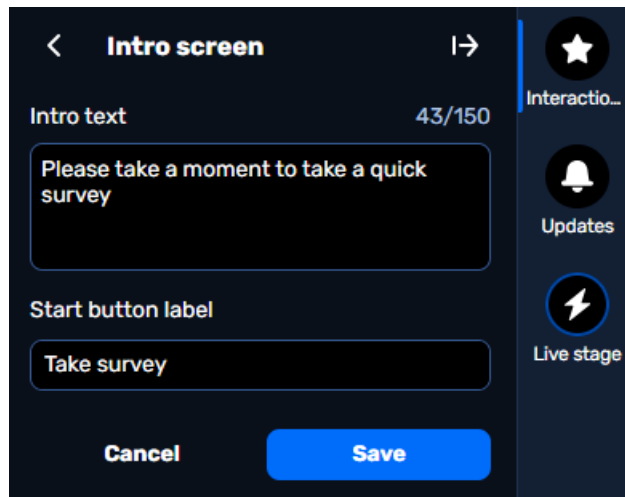 Intro screen
Intro text
43/150
Please take a moment to take a quick
survey
Start button label
Take survey
Cancel
Save
Interactio...
Updates
Live stage